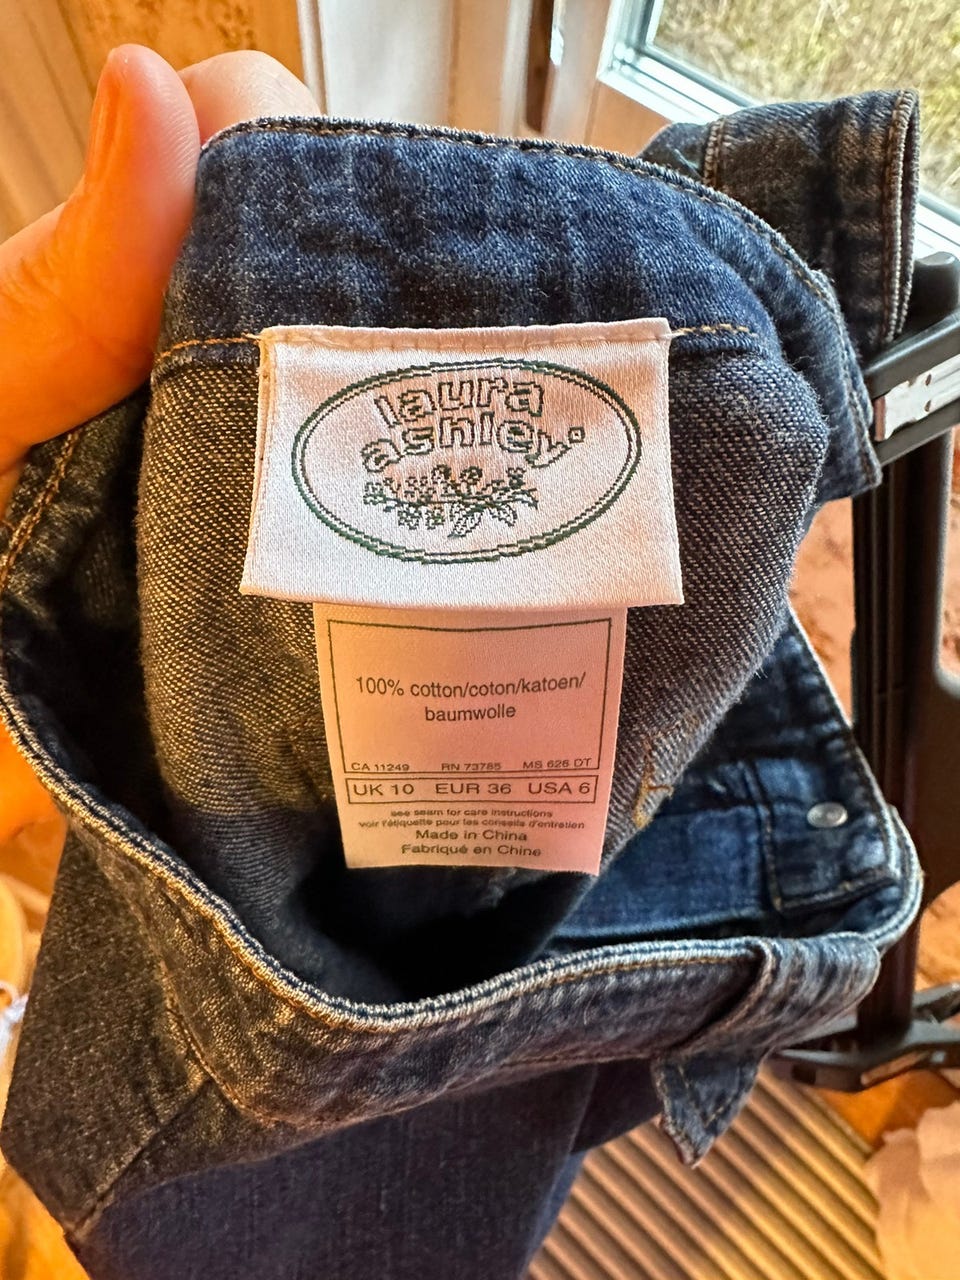 laura
ashley
100% cotton/coton/katoen/
baumwolle
CA 11249 RN 73785 MS 626 DT
UK 10 EUR 36 USA 6
see seam for care instructions
voir l'étiquette pour les conseils d'entretien
Made in China
Fabriqué en Chine